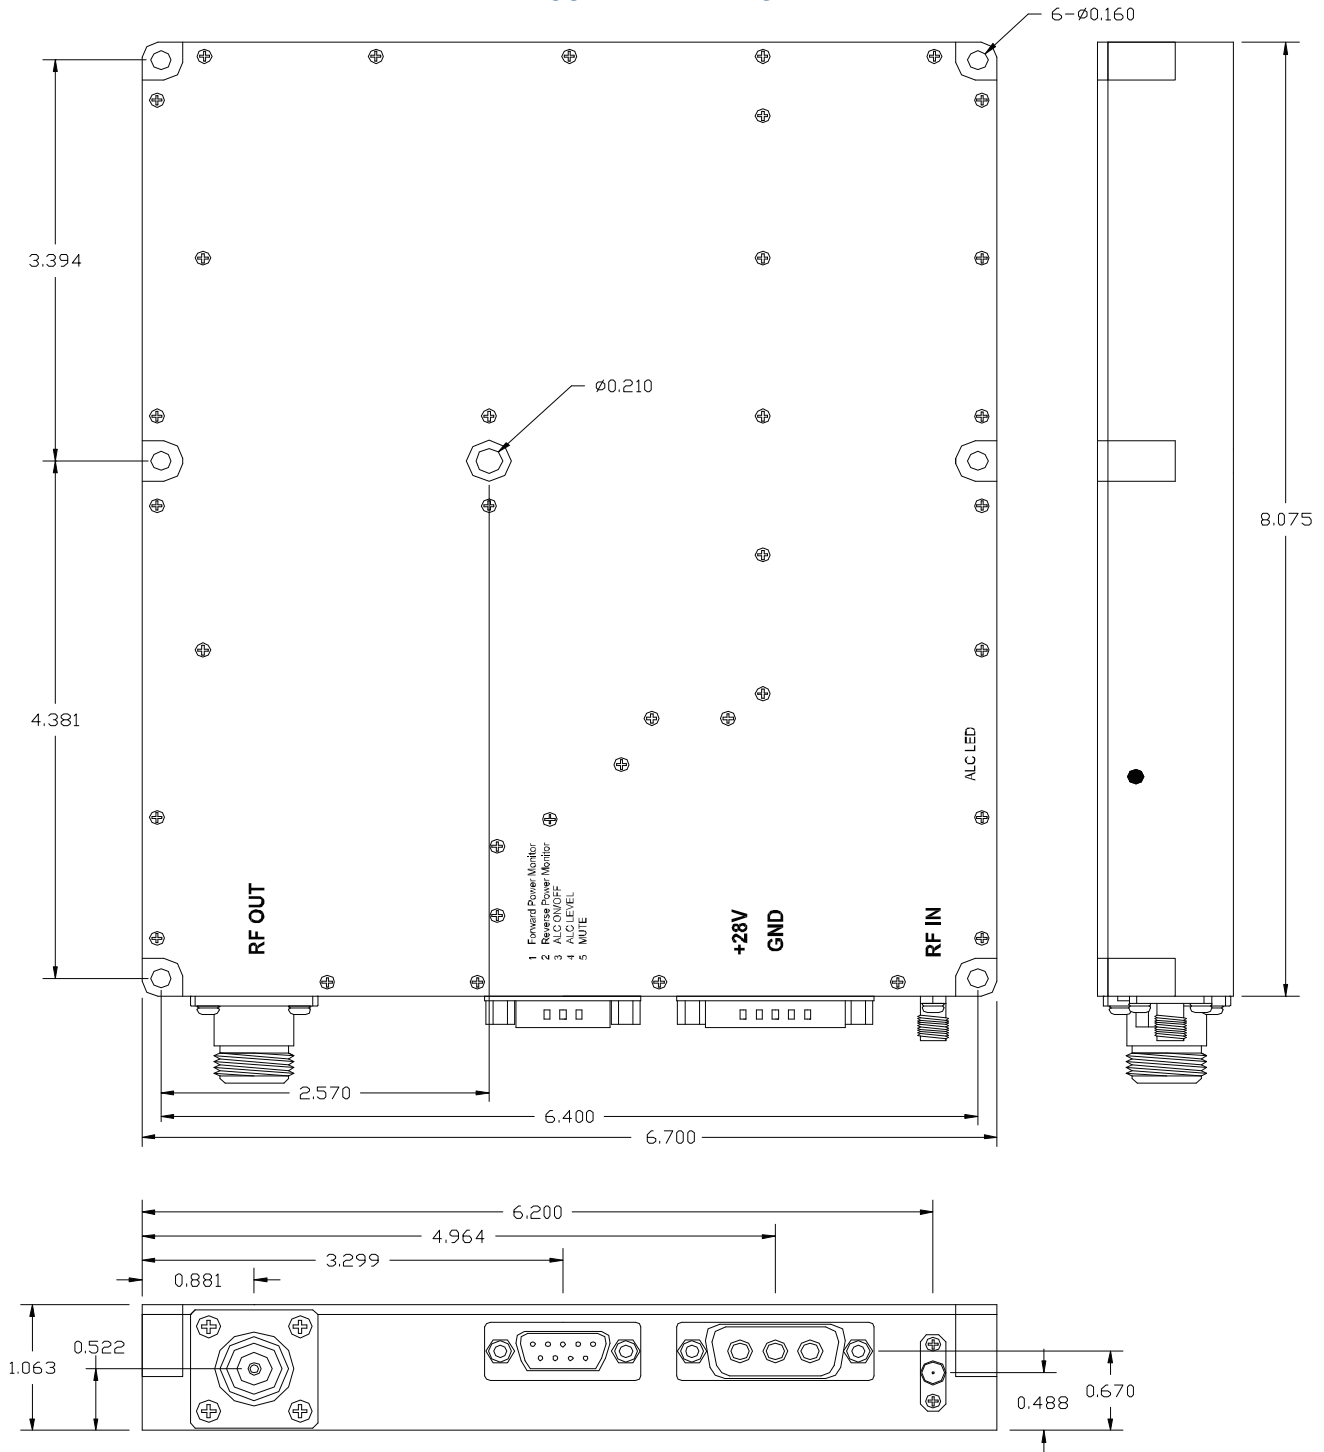 6-Ø0.160
3.394
Ø0.210
8.075
4.381
ALC LED
RF OUT
1 Forward Power Monitor
2 Reverse Power Monitor
3 ALC ON/OFF
4 ALC LEVEL
5 MUTE
+28V
GND
RF IN
2.570
6.400
6.700
6.200
4.964
3.299
0.881
0.522
1.063
0.670
0.488